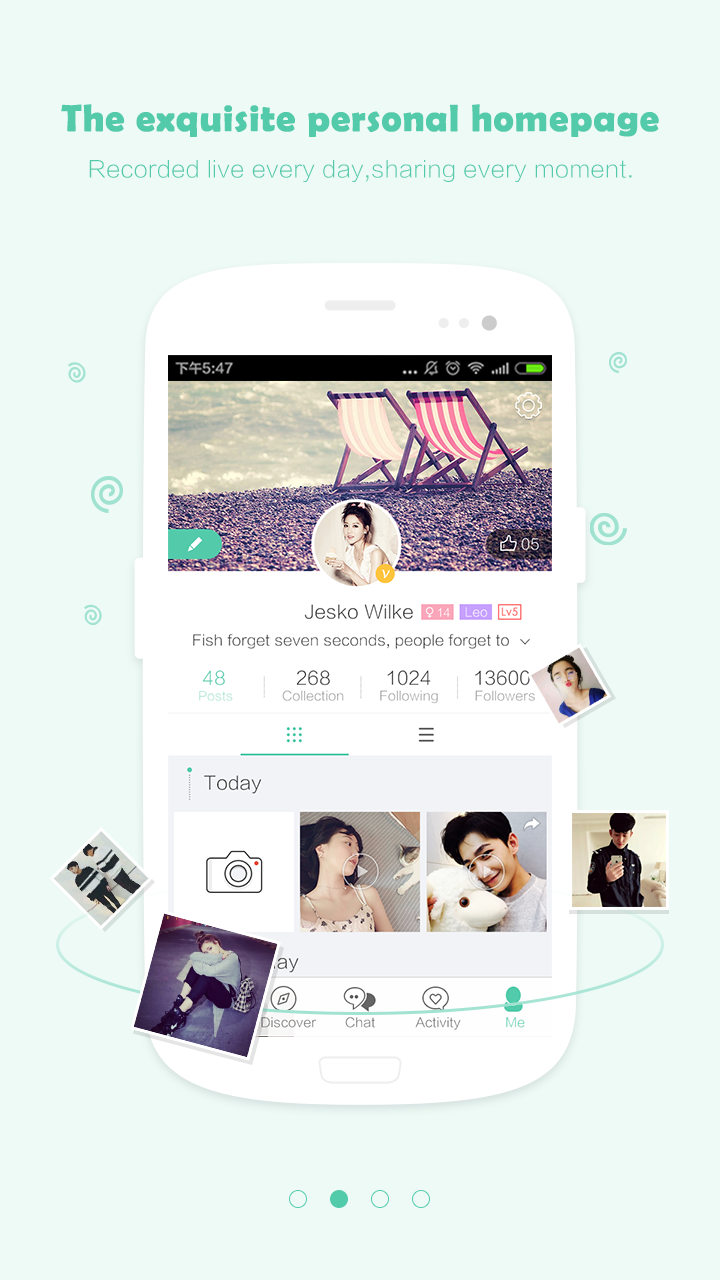 The exquisite personal homepage
Recorded live every day,sharing every moment.
下午5:47
05
V
Jesko Wilke ♀ 14 Leo Lv5
Fish forget seven seconds, people forget to
48 268 1024 13600
Posts Collection Following Followers
Today
ay
Discover Chat Activity Me